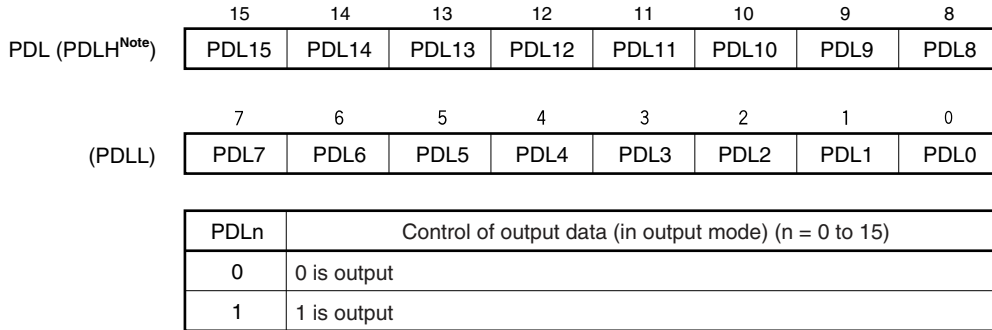 15 14 13 12 11 10 9 8
PDL (PDLH^Note) PDL15 PDL14 PDL13 PDL12 PDL11 PDL10 PDL9 PDL8
7 6 5 4 3 2 1 0
(PDLL) PDL7 PDL6 PDL5 PDL4 PDL3 PDL2 PDL1 PDL0
PDLn Control of output data (in output mode) (n = 0 to 15)
0 0 is output
1 1 is output